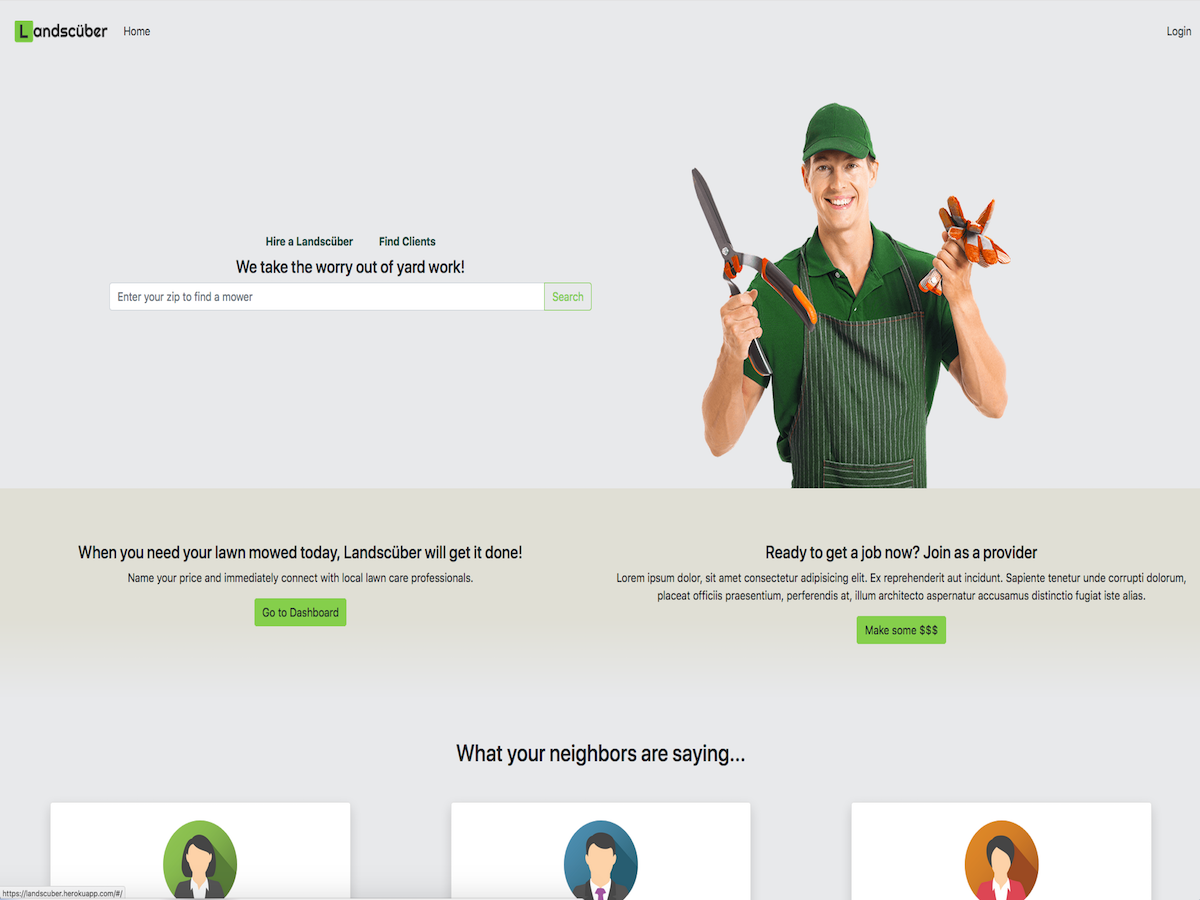 Landscüber
Home
Login
Hire a Landscüber
Find Clients
We take the worry out of yard work!
Enter your zip to find a mower
Search
When you need your lawn mowed today, Landscüber will get it done!
Name your price and immediately connect with local lawn care professionals.
Go to Dashboard
Ready to get a job now? Join as a provider
Lorem ipsum dolor, sit amet consectetur adipisicing elit. Ex reprehenderit aut incidunt. Sapiente tenetur unde corrupti dolorum,
placeat officiis praesentium, perferendis at, illum architecto aspernatur accusamus distinctio fugiat iste alias.
Make some $$$
What your neighbors are saying...
https://landscuber.herokuapp.com/#/